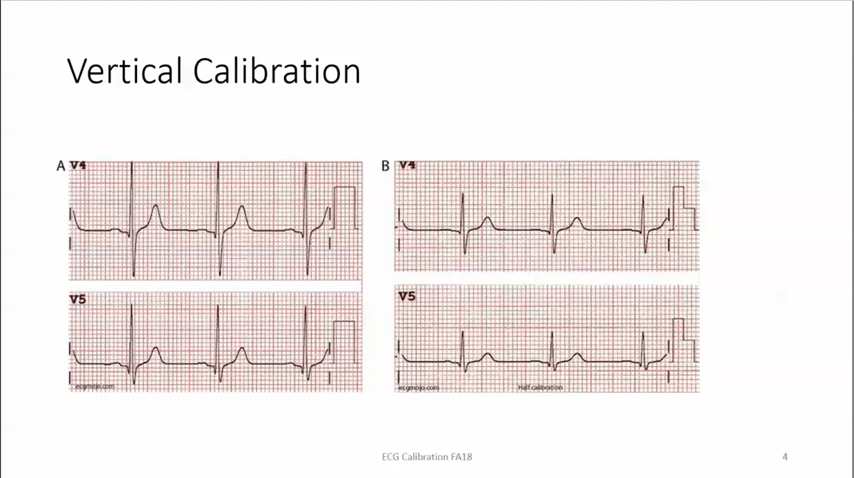 Vertical Calibration
A V4
B V4
V5
V5
ecgmojo.com
ecgmojo.com Half calibration
ECG Calibration FA18 4